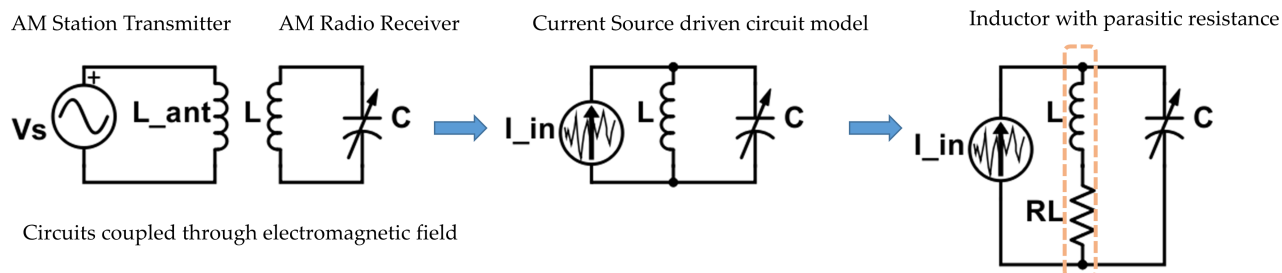 AM Station Transmitter
AM Radio Receiver
Current Source driven circuit model
Inductor with parasitic resistance
+
Vs
L_ant
L
C
I_in
L
C
I_in
L
RL
C
Circuits coupled through electromagnetic field